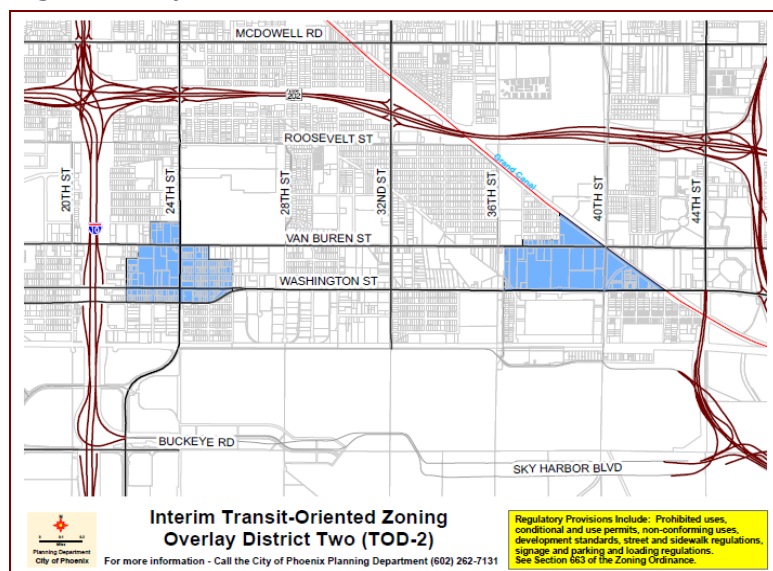 MCDOWELL RD
202
ROOSEVELT ST
Grand Canal
20TH ST
24TH ST
28TH ST
32ND ST
36TH ST
40TH ST
44TH ST
10
VAN BUREN ST
WASHINGTON ST
BUCKEYE RD
SKY HARBOR BLVD
N
Miles
Planning Department
City of Phoenix
Interim Transit-Oriented Zoning
Overlay District Two (TOD-2)
For more information - Call the City of Phoenix Planning Department (602) 262-7131
Regulatory Provisions Include: Prohibited uses,
conditional and use permits, non-conforming uses,
development standards, street and sidewalk regulations,
signage and parking and loading regulations.
See Section 663 of the Zoning Ordinance.